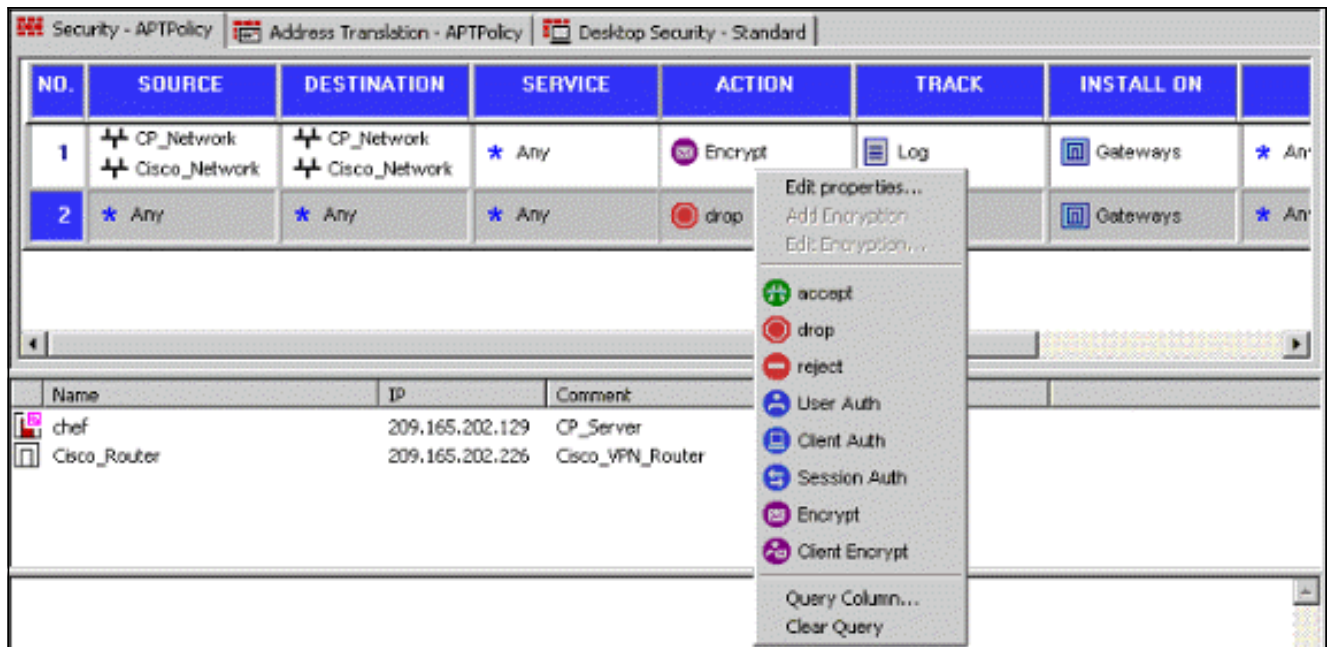 Security - APTPolicy Address Translation - APTPolicy Desktop Security - Standard
NO. SOURCE DESTINATION SERVICE ACTION TRACK INSTALL ON
1 CP_Network CP_Network * Any Encrypt Log Gateways * An
Cisco_Network Cisco_Network
2 * Any * Any * Any drop Gateways * An
Edit properties...
Add Encryption
Edit Encryption...
accept
drop
reject
User Auth
Client Auth
Session Auth
Encrypt
Client Encrypt
Query Column...
Clear Query
Name IP Comment
chef 209.165.202.129 CP_Server
Cisco_Router 209.165.202.226 Cisco_VPN_Router